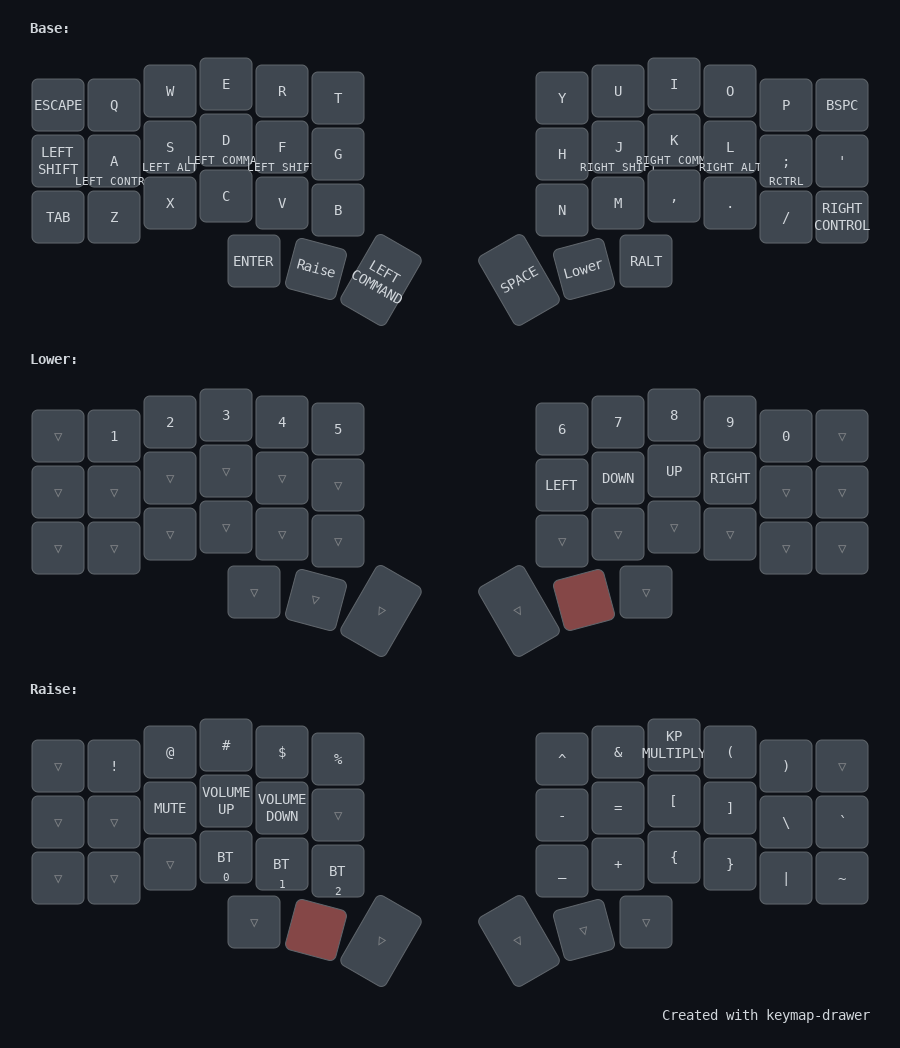 Base:
ESCAPE Q W E R T Y U I O P BSPC
LEFT SHIFT A S D F G H J K L ; '
LEFT CONTR LEFT ALT LEFT COMMA LEFT SHIFT RIGHT SHIFT RIGHT COMM RIGHT ALT RCTRL
TAB Z X C V B N M , . / RIGHT CONTROL
ENTER Raise LEFT COMMAND SPACE Lower RALT
Lower:
▽ 1 2 3 4 5 6 7 8 9 0 ▽
▽ ▽ ▽ ▽ ▽ ▽ LEFT DOWN UP RIGHT ▽ ▽
▽ ▽ ▽ ▽ ▽ ▽ ▽ ▽ ▽ ▽ ▽ ▽
▽ ▽ ▽ ▽ ▽
Raise:
▽ ! @ # $ % ^ & KP MULTIPLY ( ) ▽
▽ ▽ MUTE VOLUME UP VOLUME DOWN ▽ - = [ ] \ `
▽ ▽ ▽ BT 0 BT 1 BT 2 _ + { } | ~
▽ ▽ ▽ ▽ ▽
Created with keymap-drawer